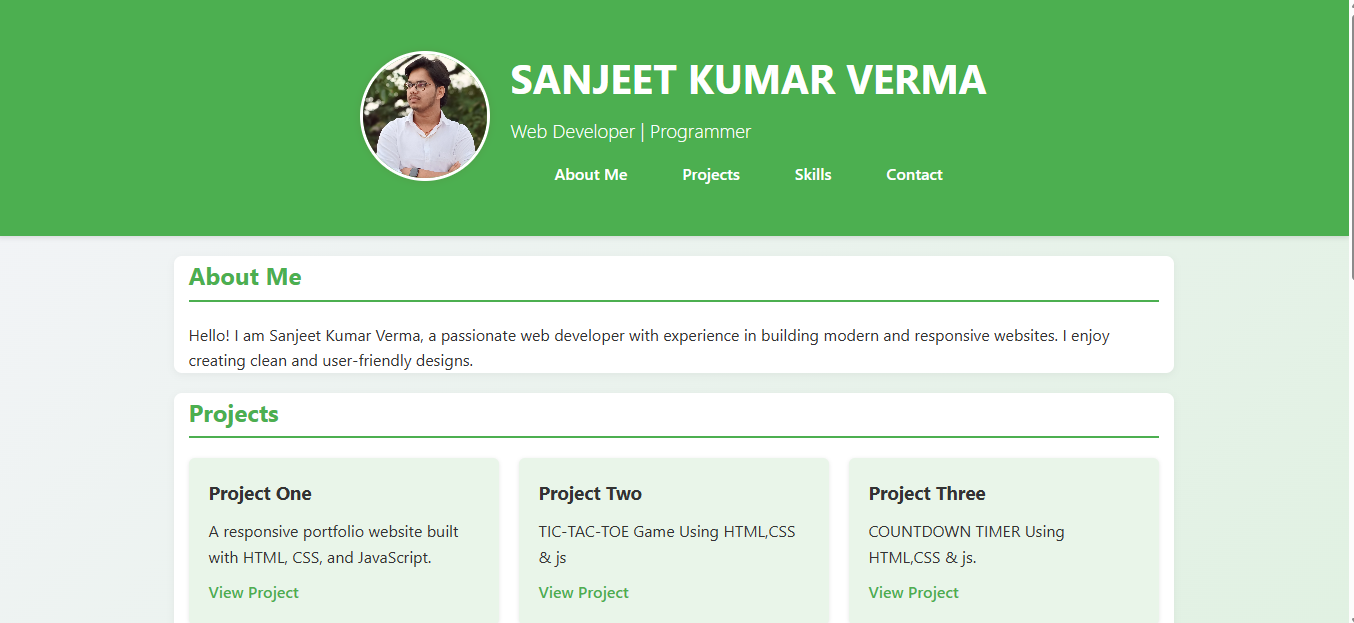 SANJEET KUMAR VERMA
Web Developer | Programmer
About Me Projects Skills Contact
About Me
Hello! I am Sanjeet Kumar Verma, a passionate web developer with experience in building modern and responsive websites. I enjoy
creating clean and user-friendly designs.
Projects
Project One
A responsive portfolio website built
with HTML, CSS, and JavaScript.
View Project
Project Two
TIC-TAC-TOE Game Using HTML,CSS
& js
View Project
Project Three
COUNTDOWN TIMER Using
HTML,CSS & js.
View Project